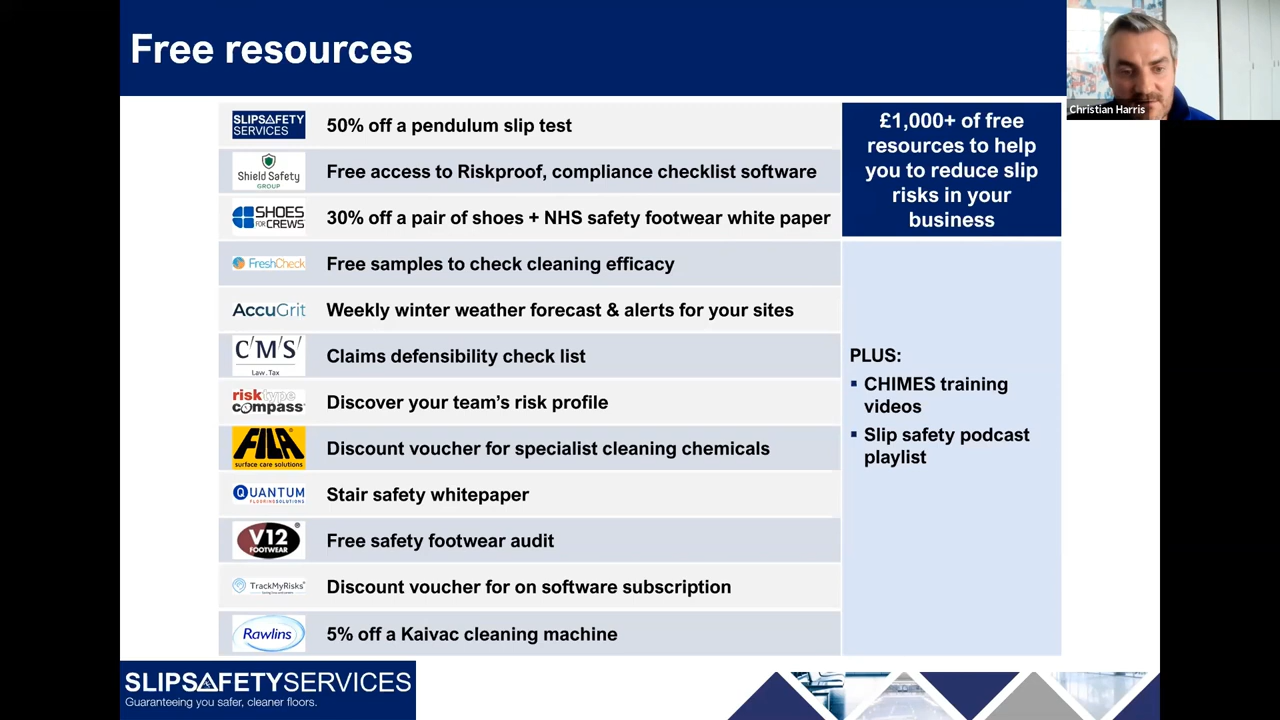 Free resources
Christian Harris
SLIPSAFETY
SERVICES
50% off a pendulum slip test
Shield Safety
GROUP
Free access to Riskproof, compliance checklist software
SHOES
FOR CREWS
30% off a pair of shoes + NHS safety footwear white paper
FreshCheck
Free samples to check cleaning efficacy
AccuGrit
Weekly winter weather forecast & alerts for your sites
C/M/S/
Law.Tax
Claims defensibility check list
risktype
compass
Discover your team's risk profile
FILA
surface care solutions
Discount voucher for specialist cleaning chemicals
QUANTUM
FLOORING SOLUTIONS
Stair safety whitepaper
V12
FOOTWEAR
Free safety footwear audit
TrackMyRisks
Discount voucher for on software subscription
Rawlins
5% off a Kaivac cleaning machine
£1,000+ of free
resources to help
you to reduce slip
risks in your
business
PLUS:
▪ CHIMES training
videos
▪ Slip safety podcast
playlist
SLIPSAFETYSERVICES
Guaranteeing you safer, cleaner floors.